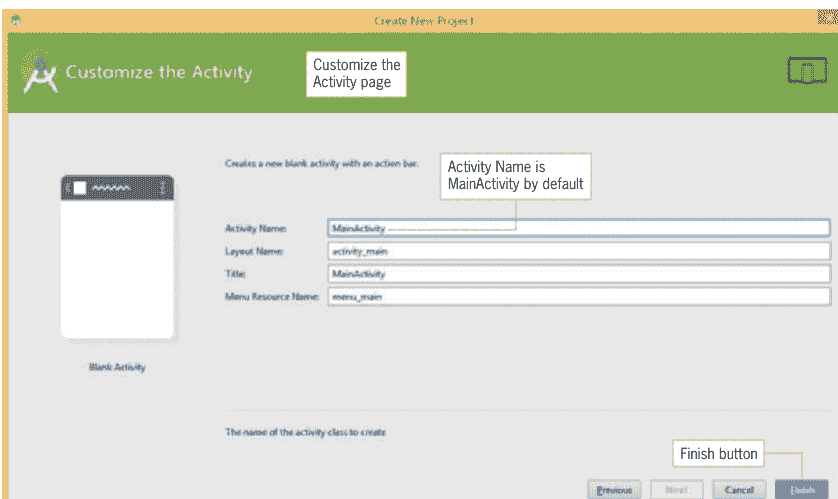 Create New Project
Customize the Activity
Customize the
Activity page
Creates a new blank activity with an action bar.
Activity Name is
MainActivity by default
Activity Name: MainActivity
Layout Name: activity_main
Title: MainActivity
Menu Resource Name: menu_main
Blank Activity
The name of the activity class to create
Finish button
Previous Next Cancel Finish